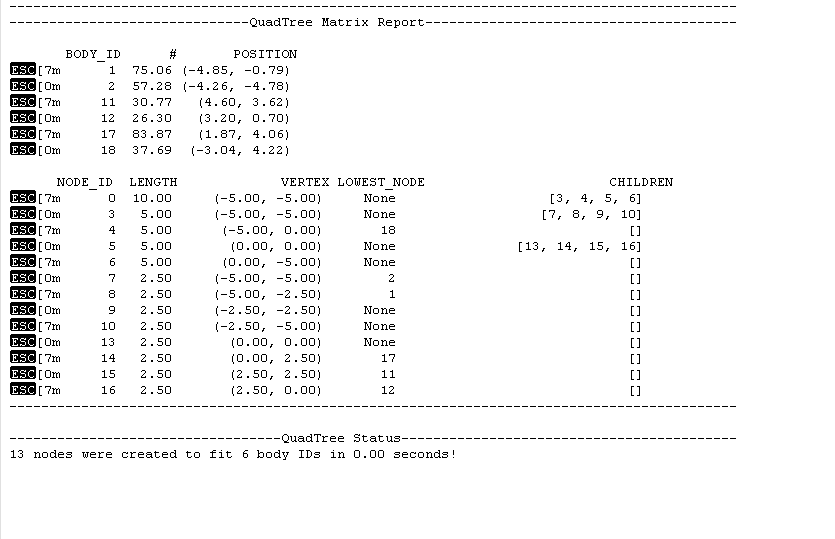 --------------------------------------------------------------------------------------------
------------------------------QuadTree Matrix Report---------------------------------------
BODY_ID # POSITION
ESC[7m 1 75.06 (-4.85, -0.79)
ESC[0m 2 57.28 (-4.26, -4.78)
ESC[7m 11 30.77 (4.60, 3.62)
ESC[0m 12 26.30 (3.20, 0.70)
ESC[7m 17 83.87 (1.87, 4.06)
ESC[0m 18 37.69 (-3.04, 4.22)
NODE_ID LENGTH VERTEX LOWEST_NODE CHILDREN
ESC[7m 0 10.00 (-5.00, -5.00) None [3, 4, 5, 6]
ESC[0m 3 5.00 (-5.00, -5.00) None [7, 8, 9, 10]
ESC[7m 4 5.00 (-5.00, 0.00) 18 []
ESC[0m 5 5.00 (0.00, 0.00) None [13, 14, 15, 16]
ESC[7m 6 5.00 (0.00, -5.00) None []
ESC[0m 7 2.50 (-5.00, -5.00) 2 []
ESC[7m 8 2.50 (-5.00, -2.50) 1 []
ESC[0m 9 2.50 (-2.50, -2.50) None []
ESC[7m 10 2.50 (-2.50, -5.00) None []
ESC[0m 13 2.50 (0.00, 0.00) None []
ESC[7m 14 2.50 (0.00, 2.50) 17 []
ESC[0m 15 2.50 (2.50, 2.50) 11 []
ESC[7m 16 2.50 (2.50, 0.00) 12 []
--------------------------------------------------------------------------------------------
----------------------------------QuadTree Status------------------------------------------
13 nodes were created to fit 6 body IDs in 0.00 seconds!